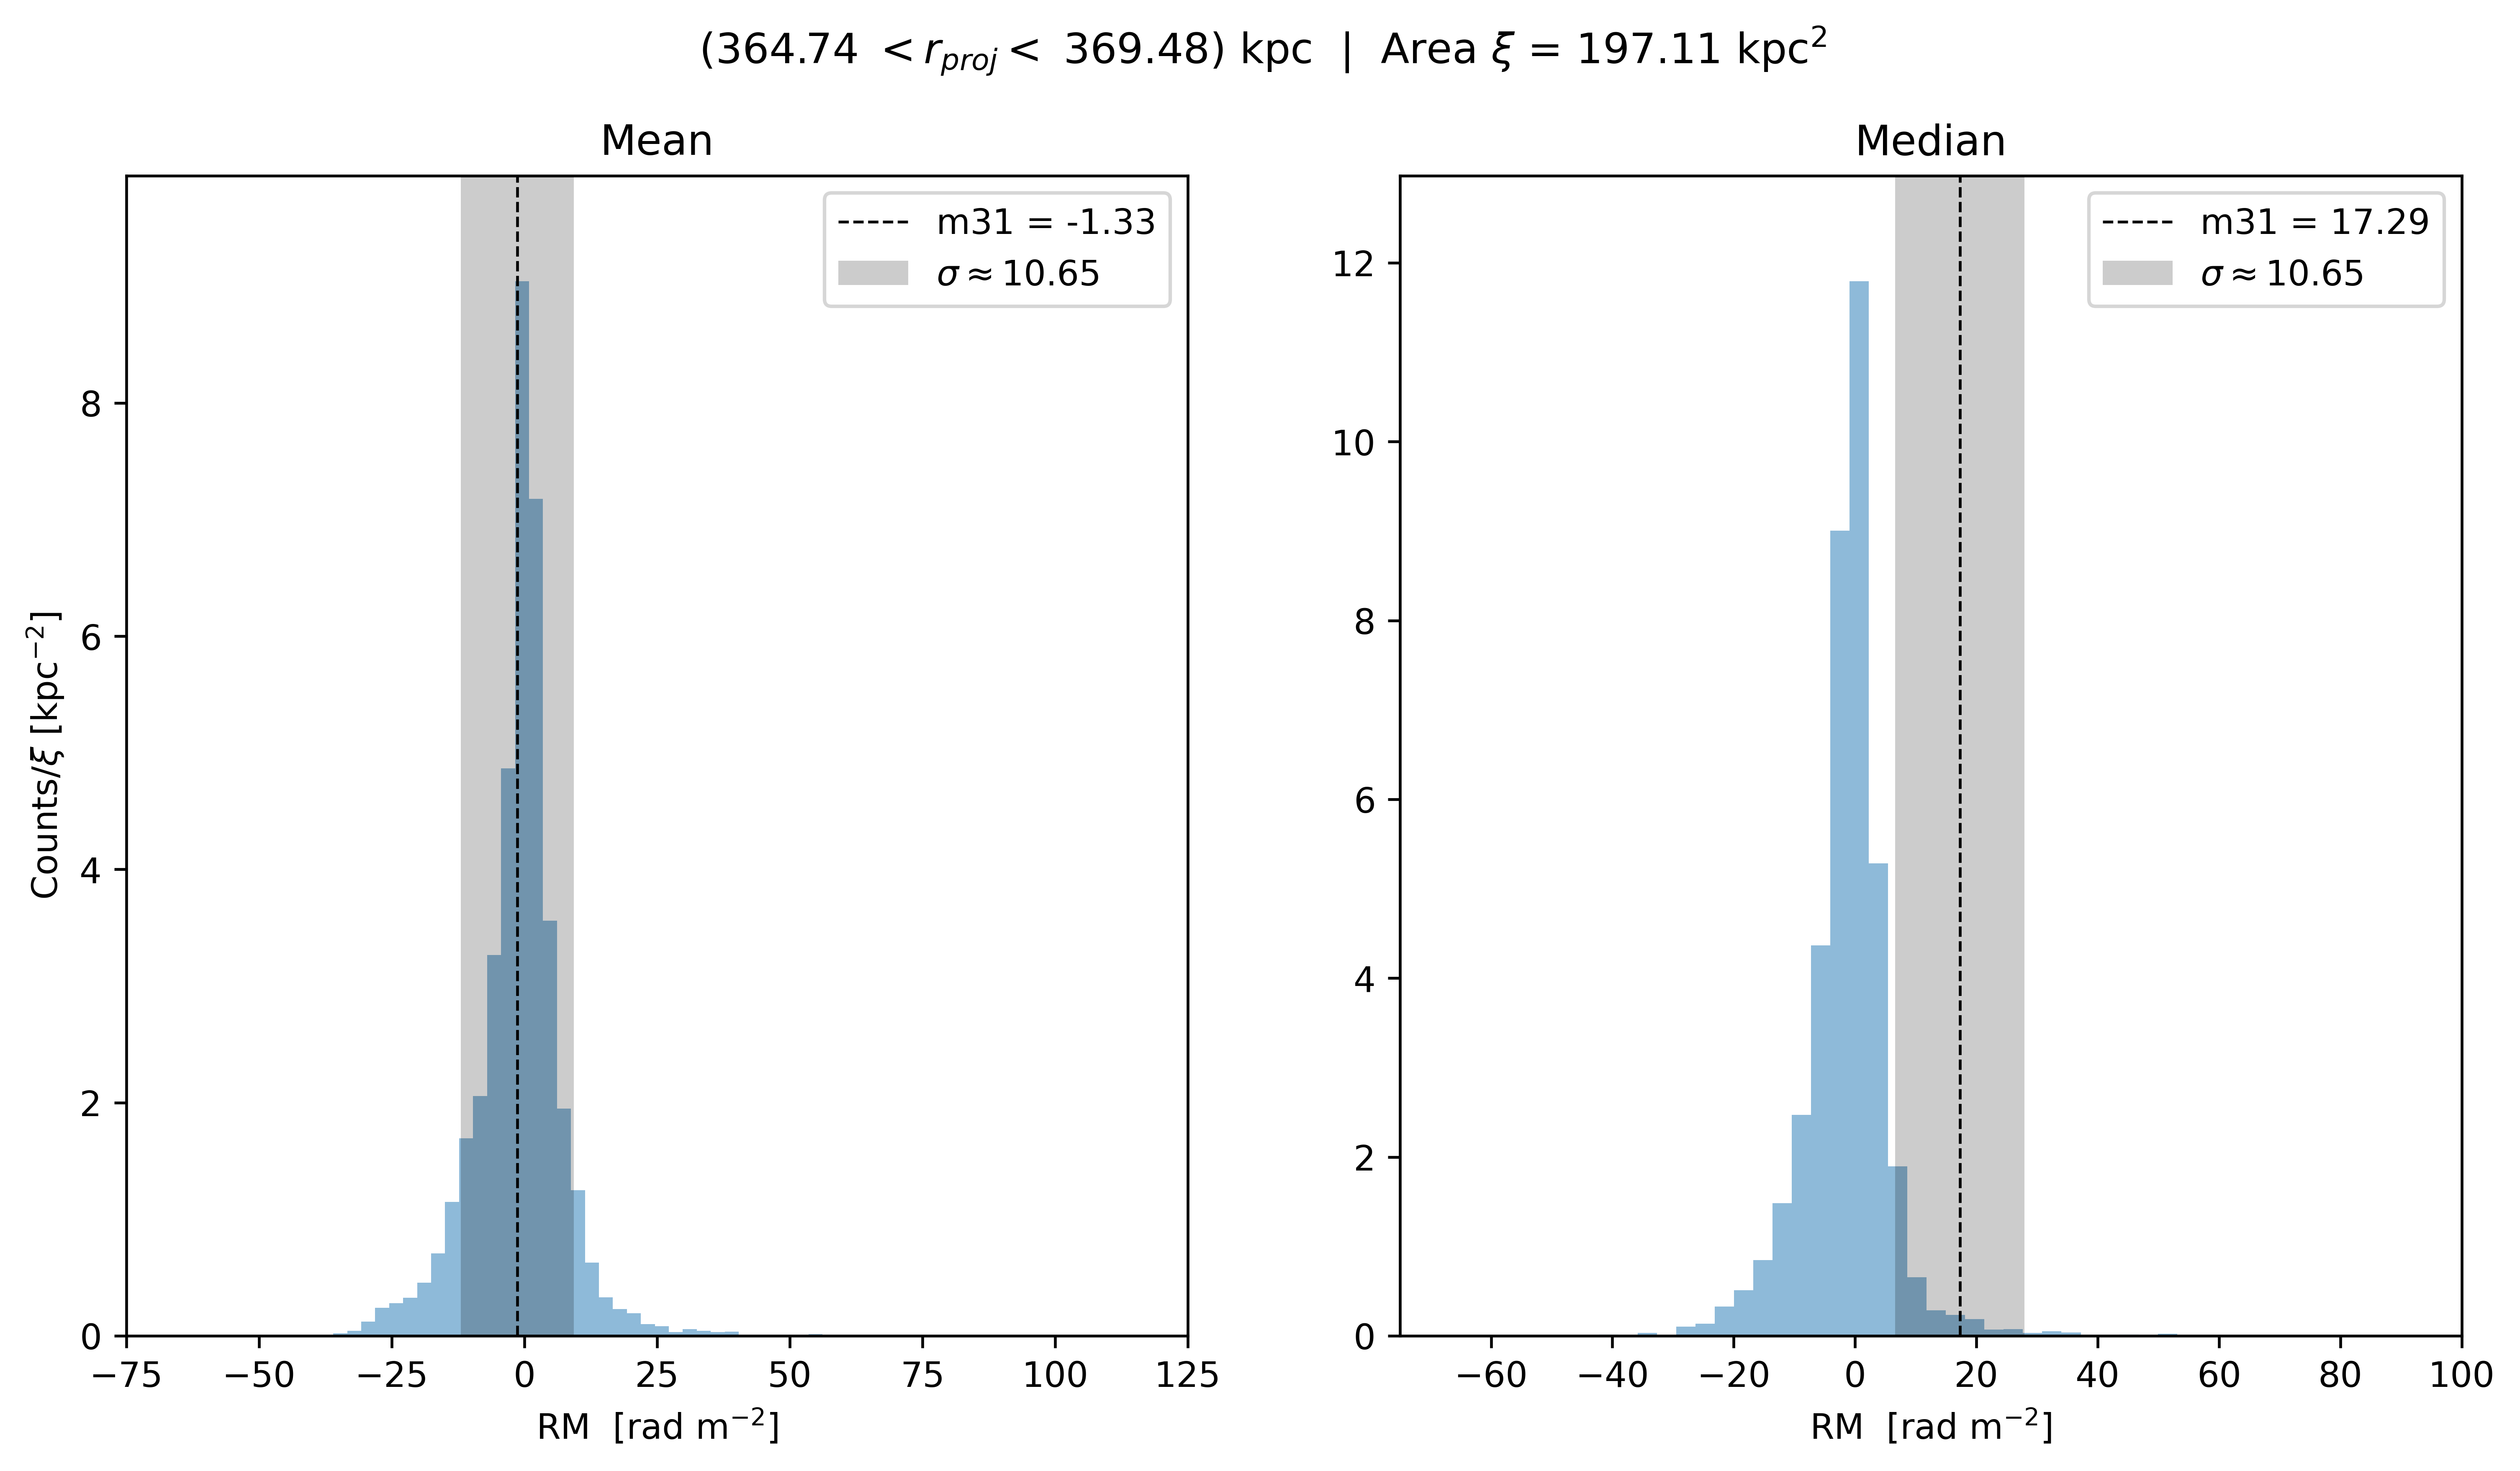 (364.74 < r_proj < 369.48) kpc | Area ξ = 197.11 kpc²
Mean
m31 = -1.33
σ ≈ 10.65
8
6
4
2
0
Counts/ξ [kpc⁻²]
−75 −50 −25 0 25 50 75 100 125
RM [rad m⁻²]
Median
m31 = 17.29
σ ≈ 10.65
12
10
8
6
4
2
0
−60 −40 −20 0 20 40 60 80 100
RM [rad m⁻²]